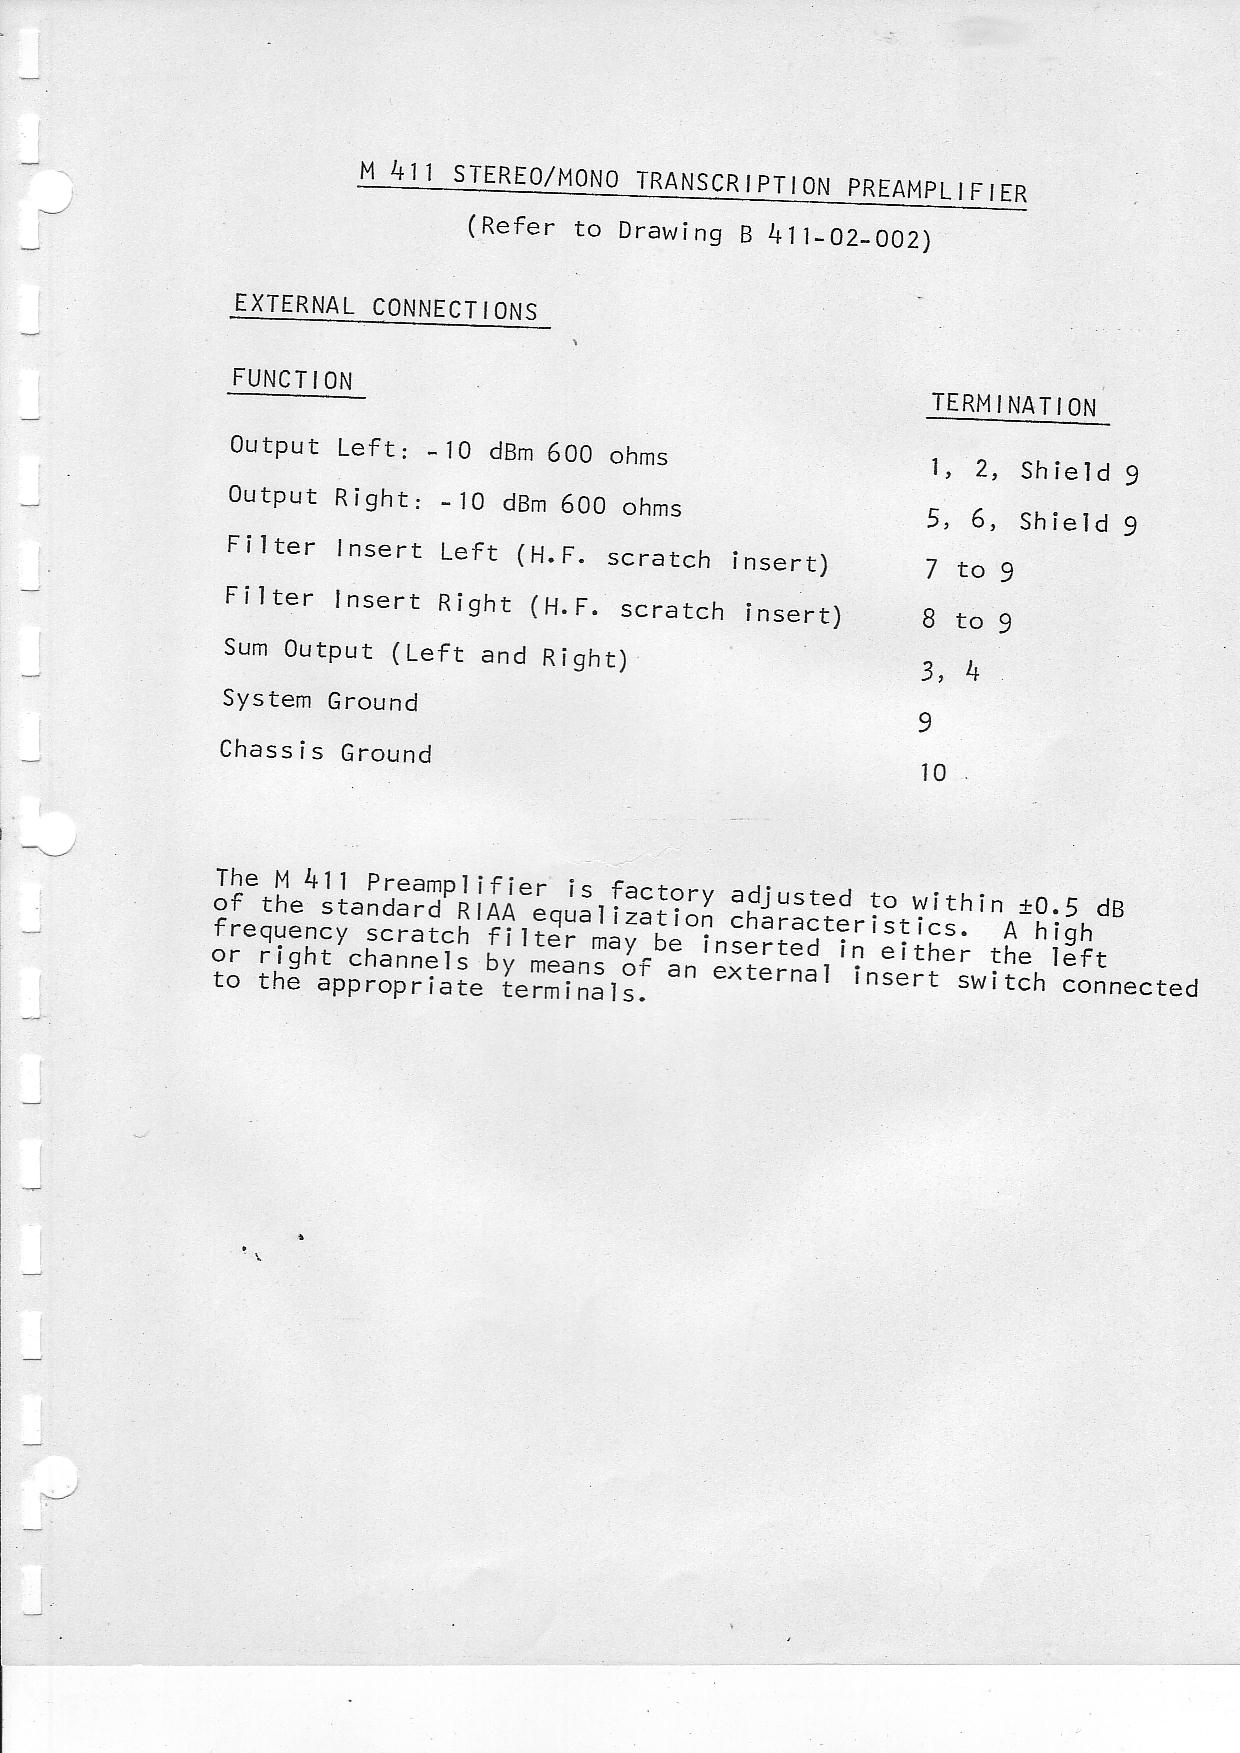 M 411 STEREO/MONO TRANSCRIPTION PREAMPLIFIER
(Refer to Drawing B 411-02-002)
EXTERNAL CONNECTIONS
FUNCTION TERMINATION
Output Left: -10 dBm 600 ohms 1, 2, Shield 9
Output Right: -10 dBm 600 ohms 5, 6, Shield 9
Filter Insert Left (H.F. scratch insert) 7 to 9
Filter Insert Right (H.F. scratch insert) 8 to 9
Sum Output (Left and Right) 3, 4
System Ground 9
Chassis Ground 10
The M 411 Preamplifier is factory adjusted to within ±0.5 dB
of the standard RIAA equalization characteristics. A high
frequency scratch filter may be inserted in either the left
or right channels by means of an external insert switch connected
to the appropriate terminals.